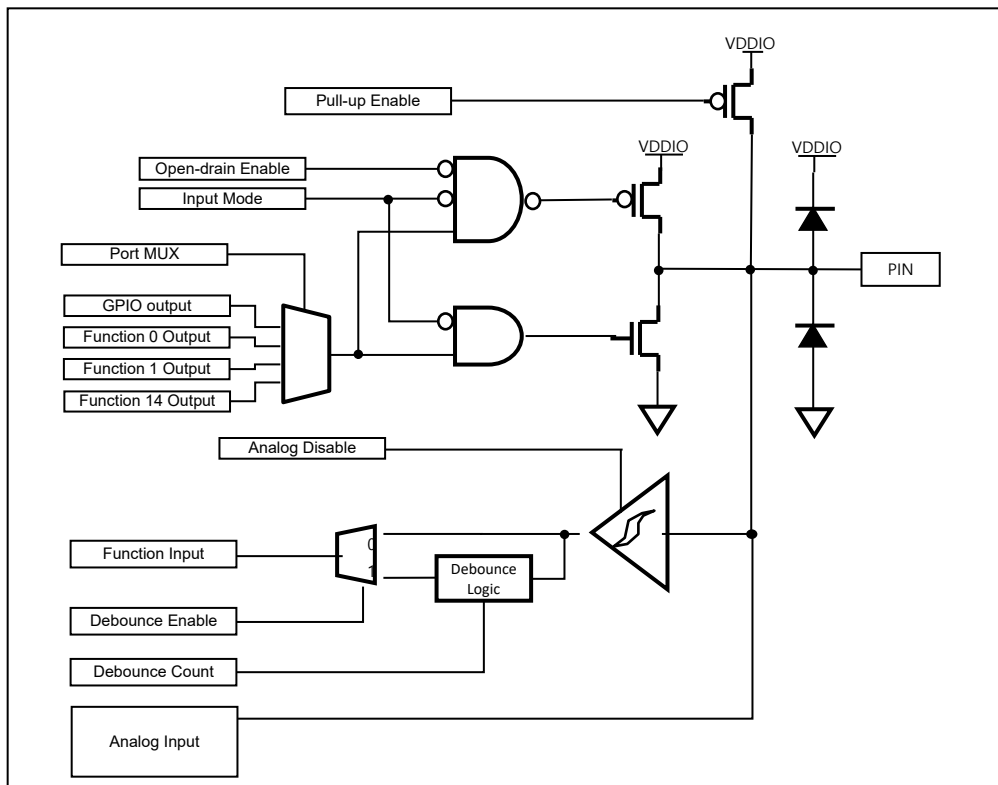 VDDIO
Pull-up Enable
VDDIO
VDDIO
Open-drain Enable
Input Mode
Port MUX
PIN
GPIO output
Function 0 Output
Function 1 Output
Function 14 Output
Analog Disable
Function Input
0
1
Debounce
Logic
Debounce Enable
Debounce Count
Analog Input